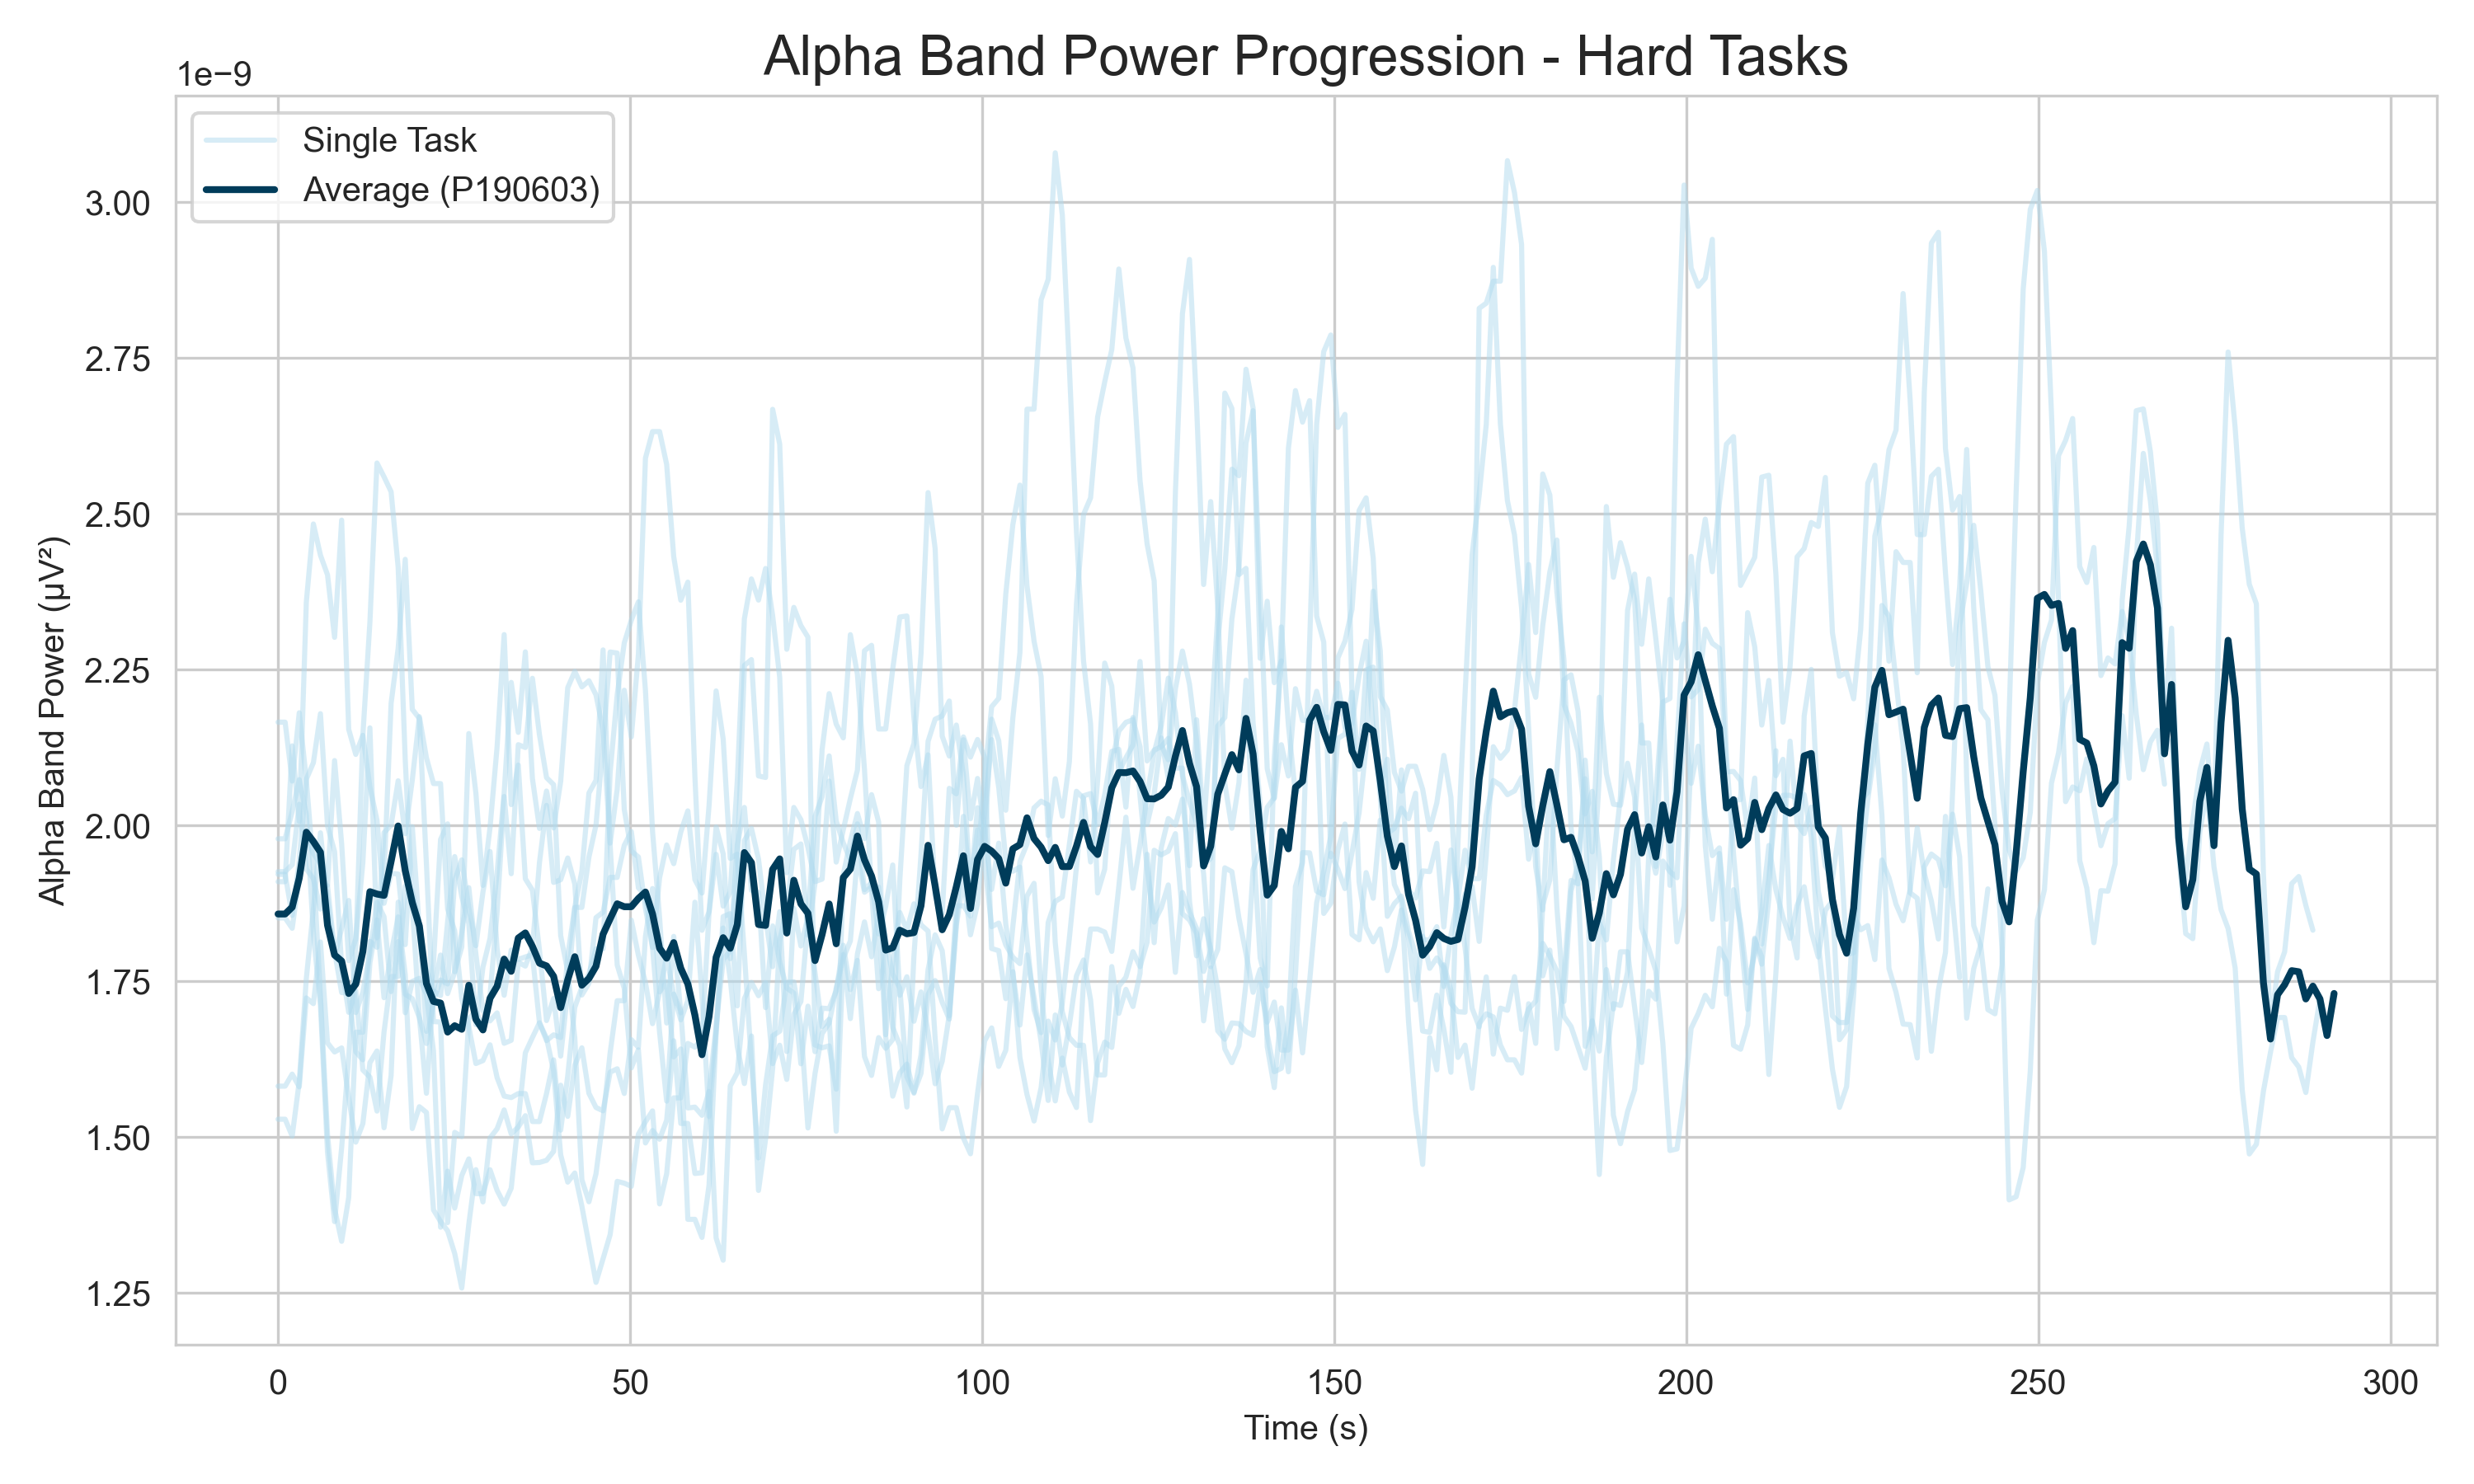 Alpha Band Power Progression - Hard Tasks
1e−9
Single Task
Average (P190603)
3.00
2.75
2.50
2.25
2.00
1.75
1.50
1.25
Alpha Band Power (µV²)
0 50 100 150 200 250 300
Time (s)